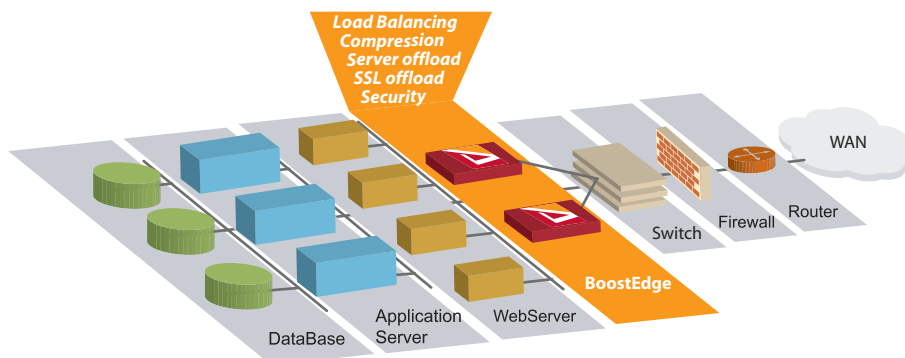 Load Balancing
Compression
Server offload
SSL offload
Security
WAN
Router
Firewall
Switch
BoostEdge
WebServer
Application
Server
DataBase